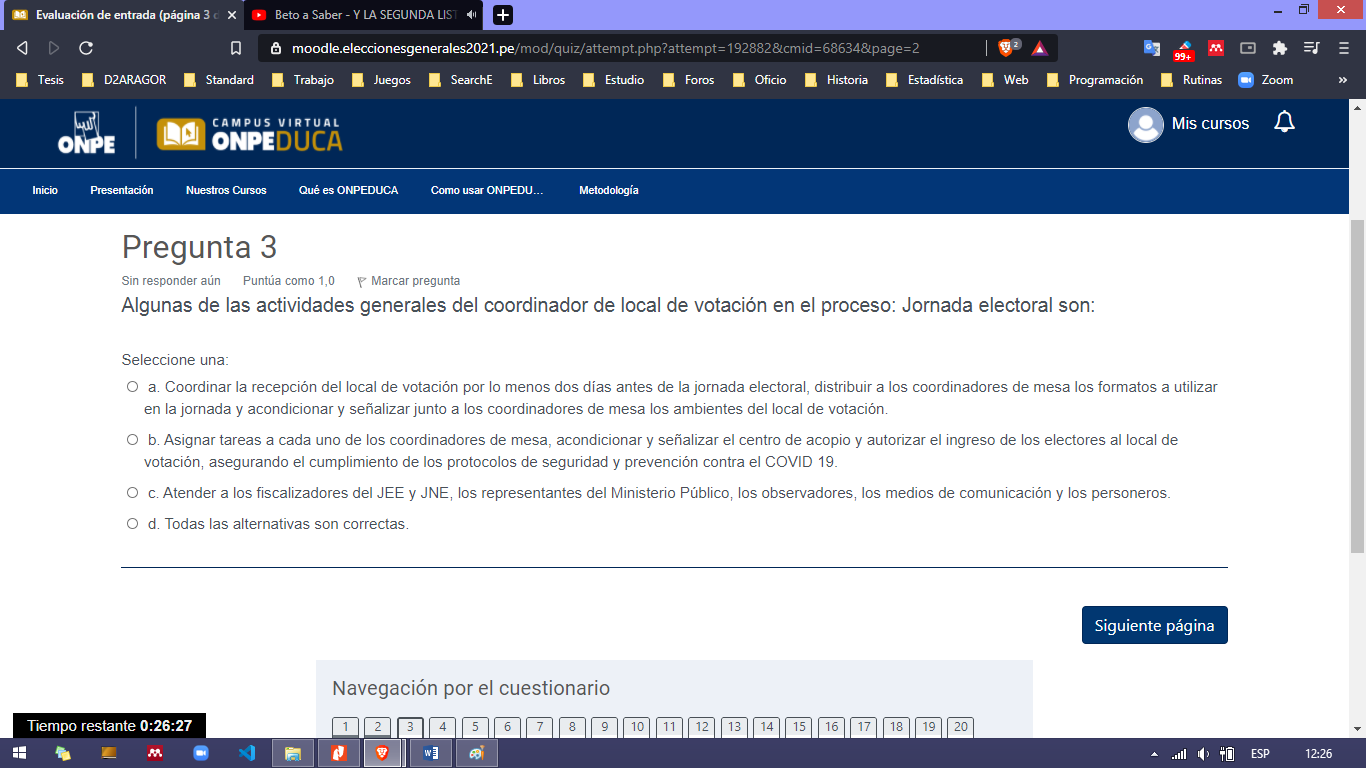 Evaluación de entrada (página 3 d
Beto a Saber - Y LA SEGUNDA LIST
moodle.eleccionesgenerales2021.pe/mod/quiz/attempt.php?attempt=192882&cmid=68634&page=2
2
99+
Tesis D2ARAGOR Standard Trabajo Juegos SearchE Libros Estudio Foros Oficio Historia Estadística Web Programación Rutinas Zoom »
ONPE
CAMPUS VIRTUAL
ONPEDUCA
Mis cursos
Inicio Presentación Nuestros Cursos Qué es ONPEDUCA Como usar ONPEDU... Metodología
Pregunta 3
Sin responder aún Puntúa como 1,0 Marcar pregunta
Algunas de las actividades generales del coordinador de local de votación en el proceso: Jornada electoral son:
Seleccione una:
a. Coordinar la recepción del local de votación por lo menos dos días antes de la jornada electoral, distribuir a los coordinadores de mesa los formatos a utilizar
en la jornada y acondicionar y señalizar junto a los coordinadores de mesa los ambientes del local de votación.
b. Asignar tareas a cada uno de los coordinadores de mesa, acondicionar y señalizar el centro de acopio y autorizar el ingreso de los electores al local de
votación, asegurando el cumplimiento de los protocolos de seguridad y prevención contra el COVID 19.
c. Atender a los fiscalizadores del JEE y JNE, los representantes del Ministerio Público, los observadores, los medios de comunicación y los personeros.
d. Todas las alternativas son correctas.
Siguiente página
Navegación por el cuestionario
1 2 3 4 5 6 7 8 9 10 11 12 13 14 15 16 17 18 19 20
Tiempo restante 0:26:27
ESP 12:26